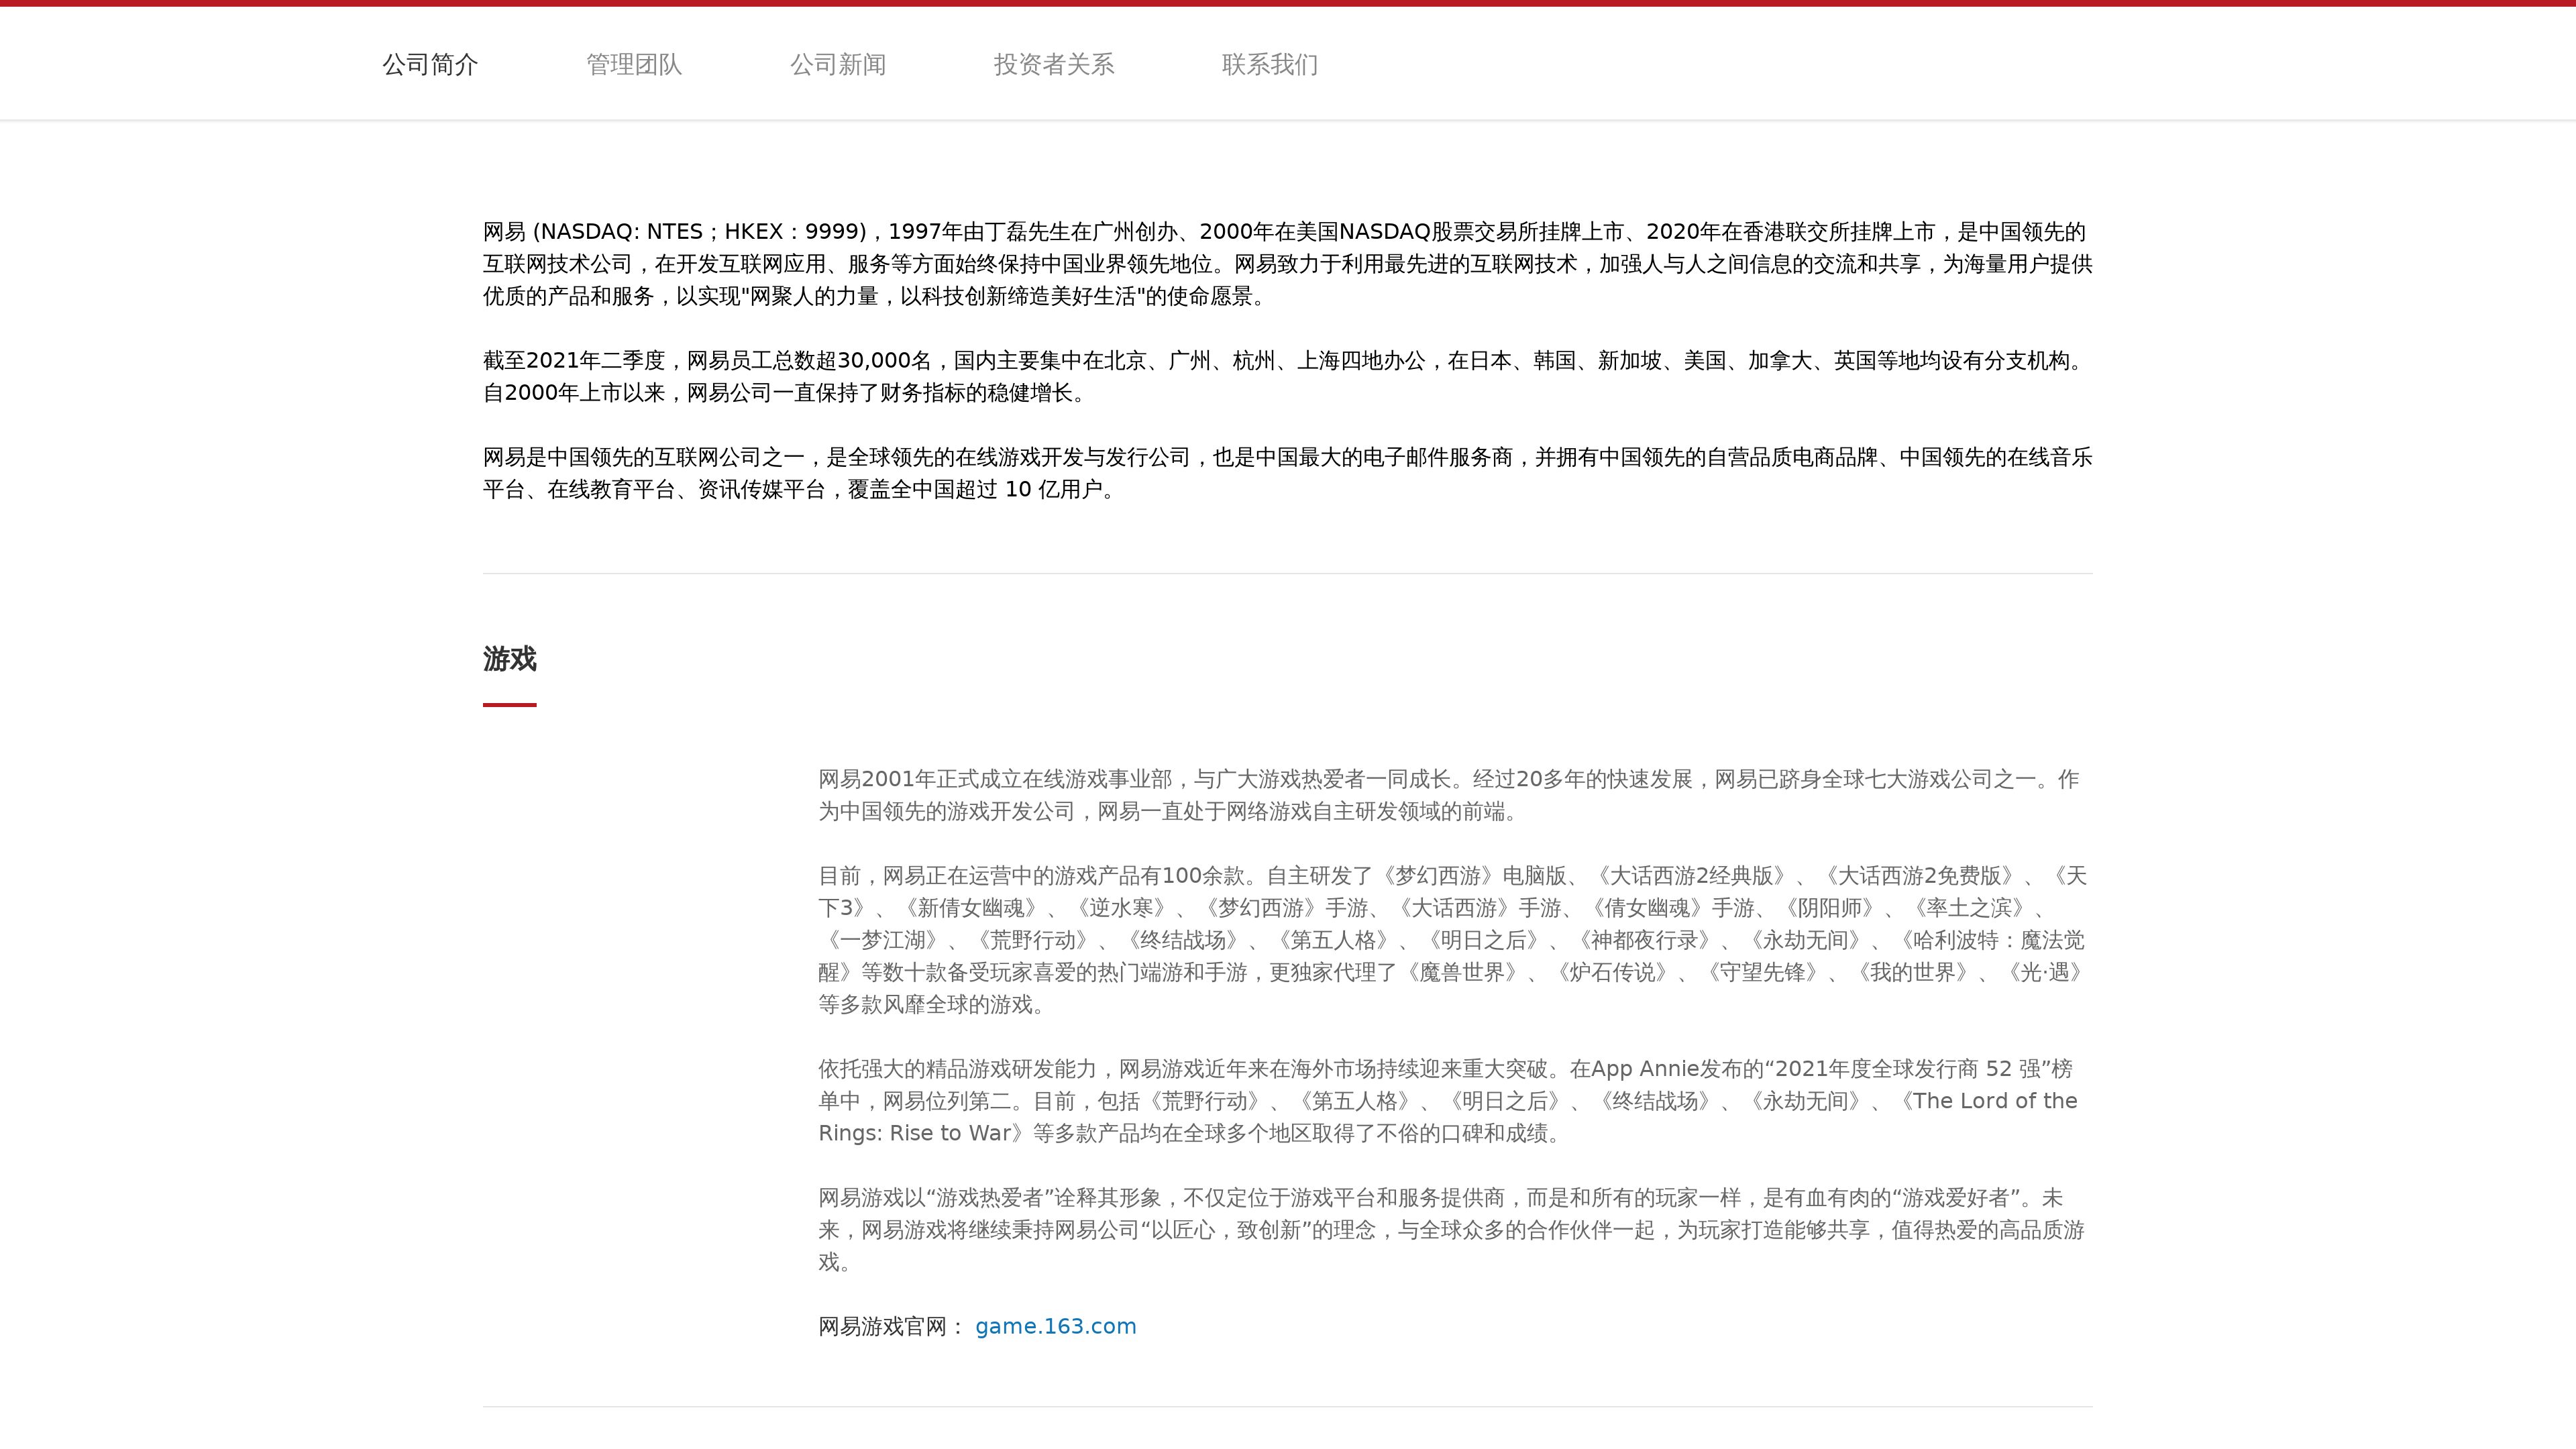 公司简介 管理团队 公司新闻 投资者关系 联系我们
网易 (NASDAQ: NTES；HKEX：9999)，1997年由丁磊先生在广州创办、2000年在美国NASDAQ股票交易所挂牌上市、2020年在香港联交所挂牌上市，是中国领先的
互联网技术公司，在开发互联网应用、服务等方面始终保持中国业界领先地位。网易致力于利用最先进的互联网技术，加强人与人之间信息的交流和共享，为海量用户提供
优质的产品和服务，以实现"网聚人的力量，以科技创新缔造美好生活"的使命愿景。
截至2021年二季度，网易员工总数超30,000名，国内主要集中在北京、广州、杭州、上海四地办公，在日本、韩国、新加坡、美国、加拿大、英国等地均设有分支机构。
自2000年上市以来，网易公司一直保持了财务指标的稳健增长。
网易是中国领先的互联网公司之一，是全球领先的在线游戏开发与发行公司，也是中国最大的电子邮件服务商，并拥有中国领先的自营品质电商品牌、中国领先的在线音乐
平台、在线教育平台、资讯传媒平台，覆盖全中国超过 10 亿用户。
游戏
网易2001年正式成立在线游戏事业部，与广大游戏热爱者一同成长。经过20多年的快速发展，网易已跻身全球七大游戏公司之一。作
为中国领先的游戏开发公司，网易一直处于网络游戏自主研发领域的前端。
目前，网易正在运营中的游戏产品有100余款。自主研发了《梦幻西游》电脑版、《大话西游2经典版》、《大话西游2免费版》、《天
下3》、《新倩女幽魂》、《逆水寒》、《梦幻西游》手游、《大话西游》手游、《倩女幽魂》手游、《阴阳师》、《率土之滨》、
《一梦江湖》、《荒野行动》、《终结战场》、《第五人格》、《明日之后》、《神都夜行录》、《永劫无间》、《哈利波特：魔法觉
醒》等数十款备受玩家喜爱的热门端游和手游，更独家代理了《魔兽世界》、《炉石传说》、《守望先锋》、《我的世界》、《光·遇》
等多款风靡全球的游戏。
依托强大的精品游戏研发能力，网易游戏近年来在海外市场持续迎来重大突破。在App Annie发布的“2021年度全球发行商 52 强”榜
单中，网易位列第二。目前，包括《荒野行动》、《第五人格》、《明日之后》、《终结战场》、《永劫无间》、《The Lord of the
Rings: Rise to War》等多款产品均在全球多个地区取得了不俗的口碑和成绩。
网易游戏以“游戏热爱者”诠释其形象，不仅定位于游戏平台和服务提供商，而是和所有的玩家一样，是有血有肉的“游戏爱好者”。未
来，网易游戏将继续秉持网易公司“以匠心，致创新”的理念，与全球众多的合作伙伴一起，为玩家打造能够共享，值得热爱的高品质游
戏。
网易游戏官网： game.163.com